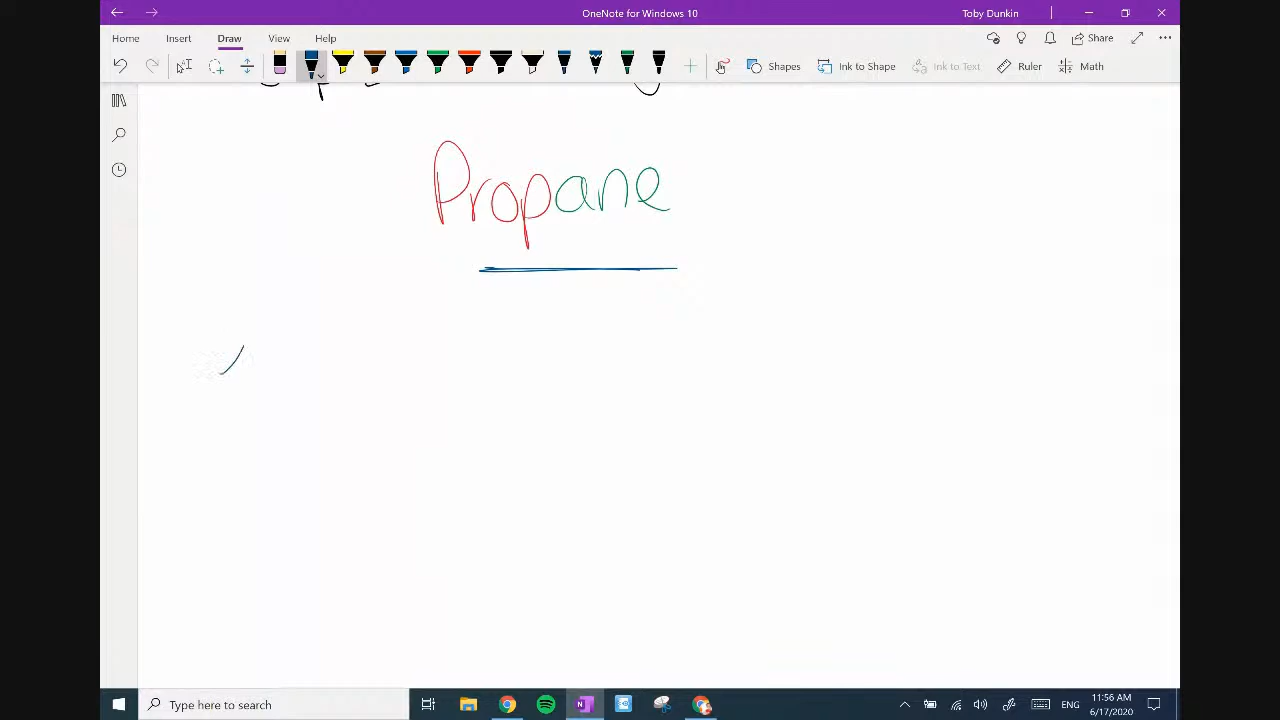 OneNote for Windows 10
Toby Dunkin
Home Insert Draw View Help
Share
Shapes Ink to Shape Ink to Text Ruler Math
Propane
Type here to search
ENG
11:56 AM
6/17/2020